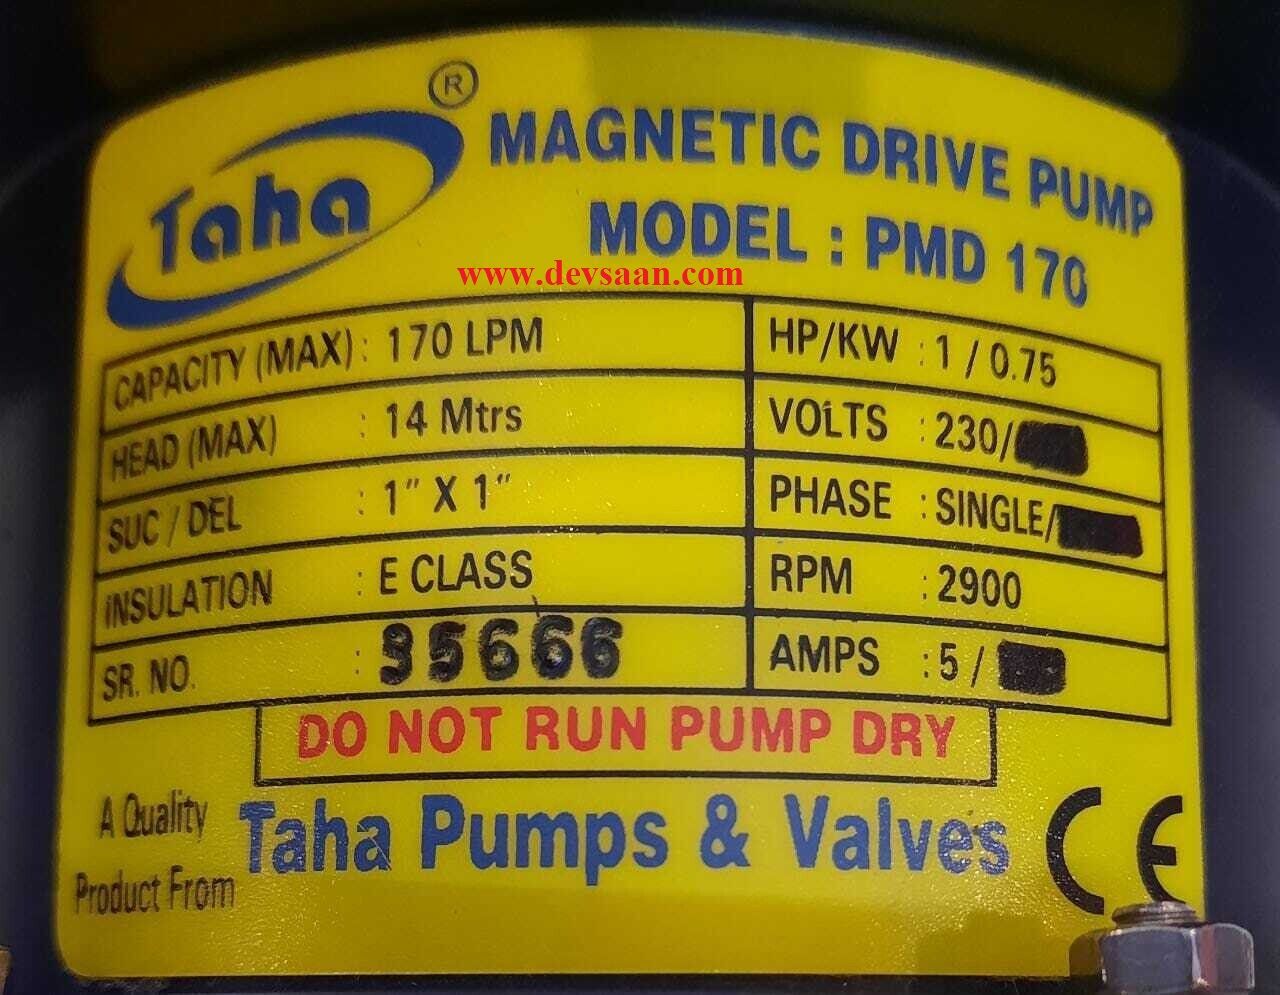 Taha ®
MAGNETIC DRIVE PUMP
MODEL : PMD 170
www.devsaan.com
CAPACITY (MAX) : 170 LPM
HP/KW : 1 / 0.75
HEAD (MAX) : 14 Mtrs
VOLTS : 230/
SUC / DEL : 1" X 1"
PHASE : SINGLE/
INSULATION : E CLASS
RPM : 2900
SR. NO. :
AMPS : 5 /
DO NOT RUN PUMP DRY
A Quality
Product From
Taha Pumps & Valves
CE